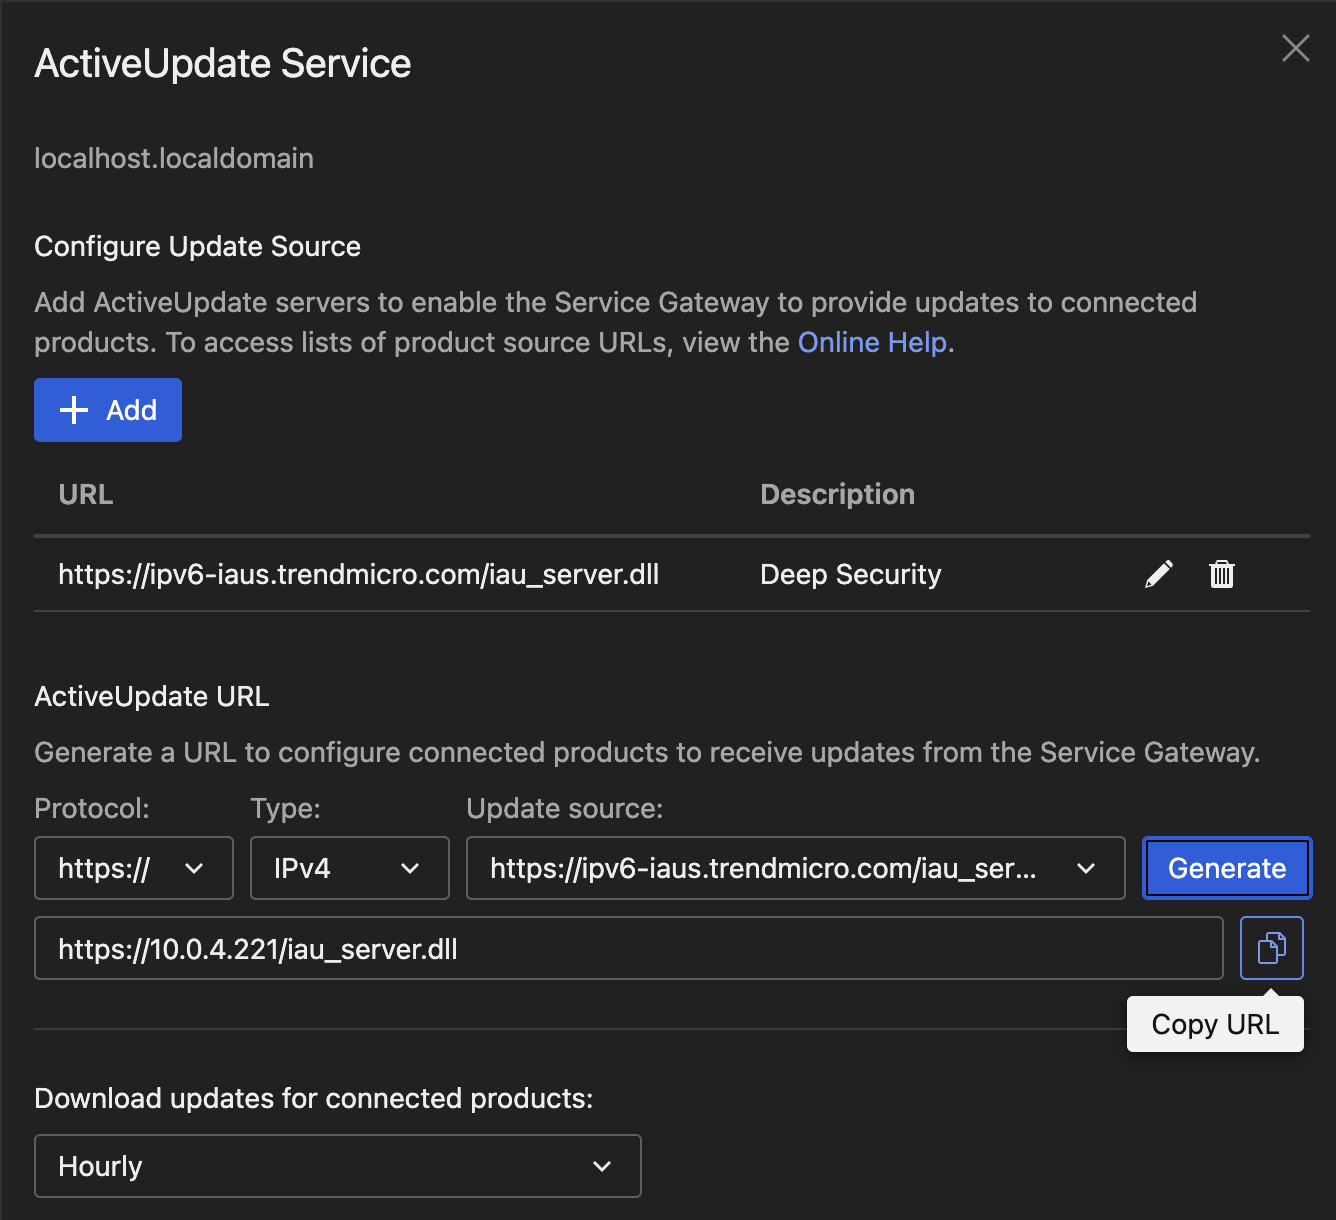 ActiveUpdate Service
localhost.localdomain
Configure Update Source
Add ActiveUpdate servers to enable the Service Gateway to provide updates to connected
products. To access lists of product source URLs, view the Online Help.
Add
URL Description
https://ipv6-iaus.trendmicro.com/iau_server.dll Deep Security
ActiveUpdate URL
Generate a URL to configure connected products to receive updates from the Service Gateway.
Protocol: Type: Update source:
https:// IPv4 https://ipv6-iaus.trendmicro.com/iau_ser... Generate
https://10.0.4.221/iau_server.dll
Copy URL
Download updates for connected products:
Hourly